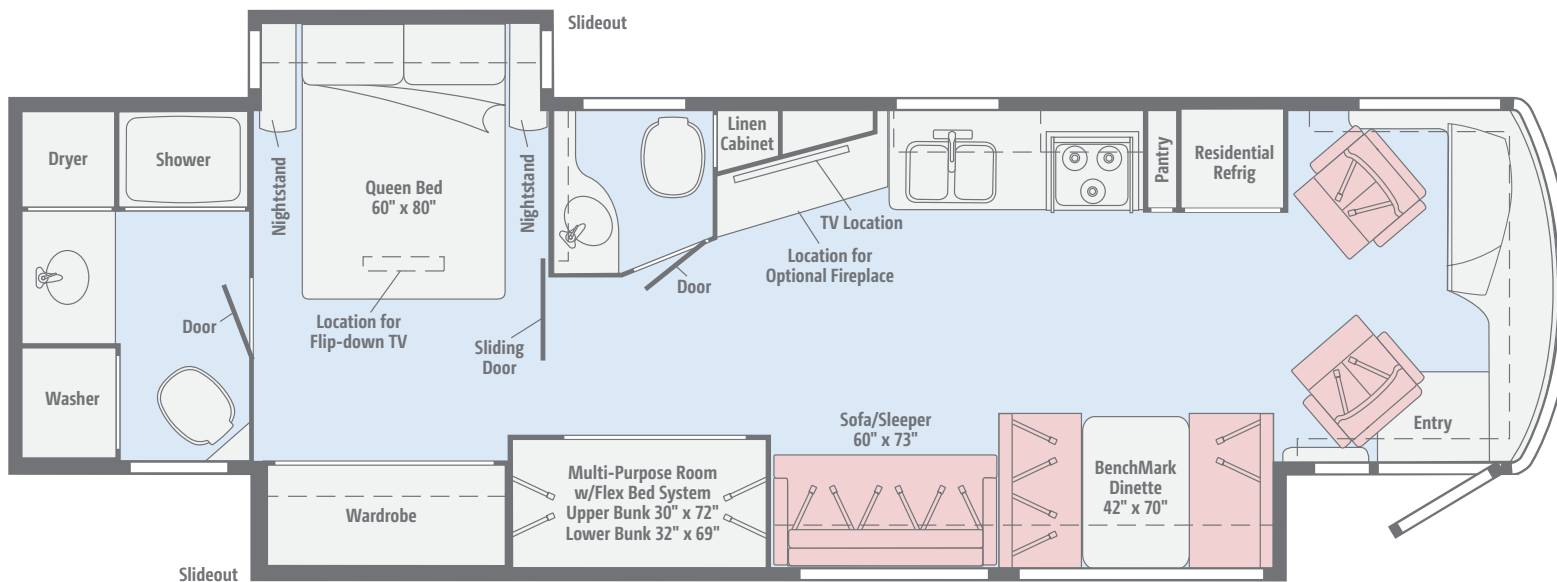 Slideout
Dryer
Shower
Nightstand
Queen Bed
60" x 80"
Nightstand
Linen
Cabinet
Pantry
Residential
Refrig
TV Location
Location for
Optional Fireplace
Door
Door
Location for
Flip-down TV
Sliding
Door
Washer
Wardrobe
Multi-Purpose Room
w/Flex Bed System
Upper Bunk 30" x 72"
Lower Bunk 32" x 69"
Sofa/Sleeper
60" x 73"
BenchMark
Dinette
42" x 70"
Entry
Slideout